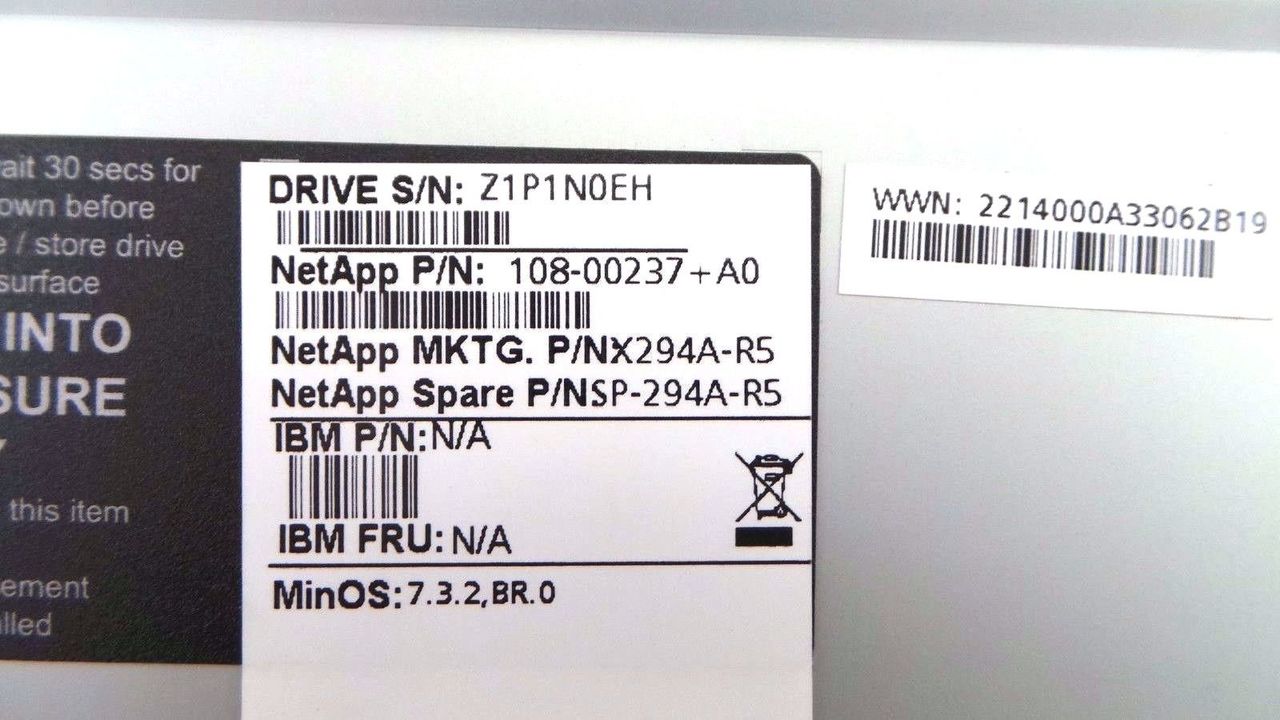 ait 30 secs for
own before
e / store drive
surface
INTO
SURE
this item
ement
lled
DRIVE S/N: Z1P1N0EH
NetApp P/N: 108-00237+A0
NetApp MKTG. P/NX294A-R5
NetApp Spare P/NSP-294A-R5
IBM P/N:N/A
IBM FRU:N/A
MinOS:7.3.2,BR.0
WWN: 2214000A33062B19